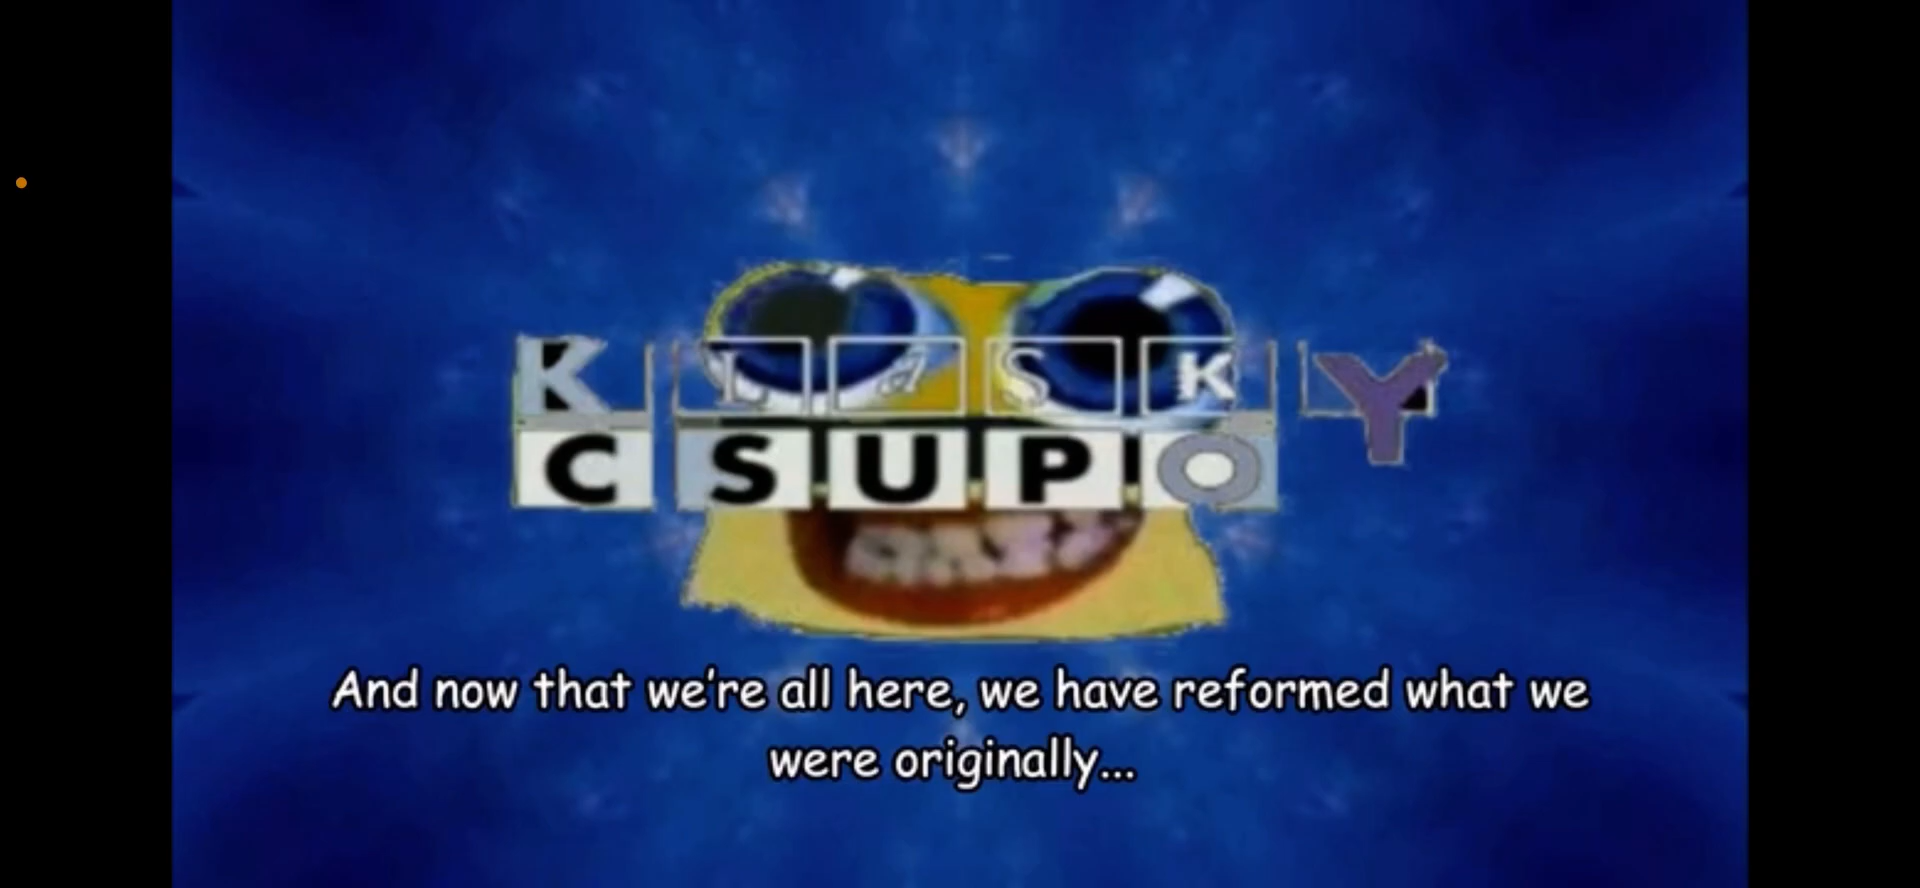 KLASKY
CSUPO
And now that we're all here, we have reformed what we
were originally...